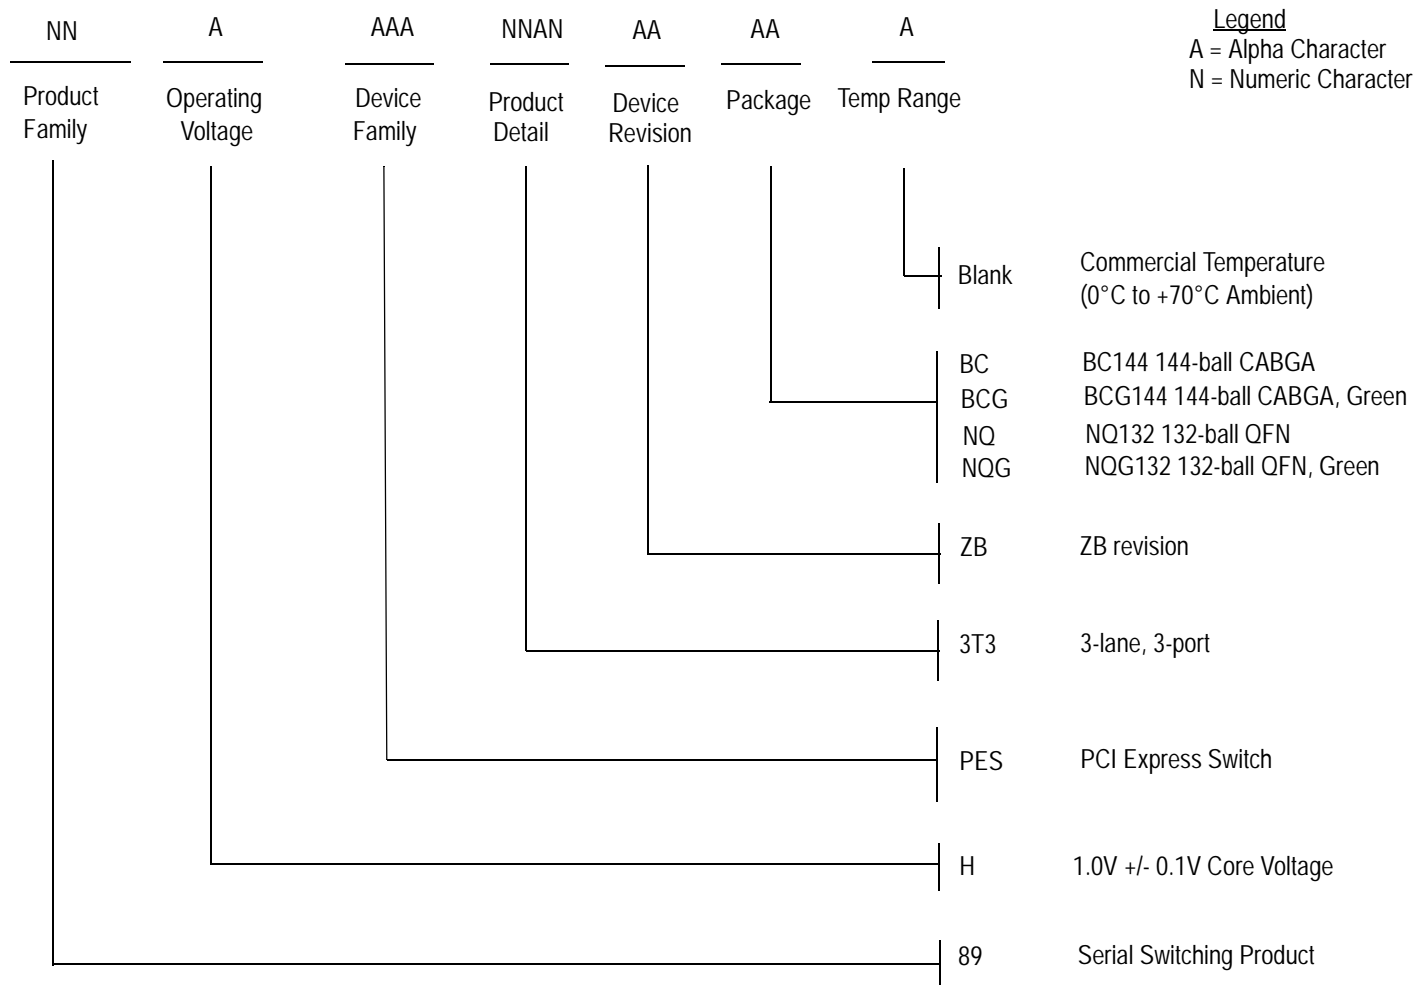 NN A AAA NNAN AA AA A
Legend
A = Alpha Character
N = Numeric Character
Product Family
Operating Voltage
Device Family
Product Detail
Device Revision
Package
Temp Range
Blank Commercial Temperature
(0°C to +70°C Ambient)
BC BC144 144-ball CABGA
BCG BCG144 144-ball CABGA, Green
NQ NQ132 132-ball QFN
NQG NQG132 132-ball QFN, Green
ZB ZB revision
3T3 3-lane, 3-port
PES PCI Express Switch
H 1.0V +/- 0.1V Core Voltage
89 Serial Switching Product